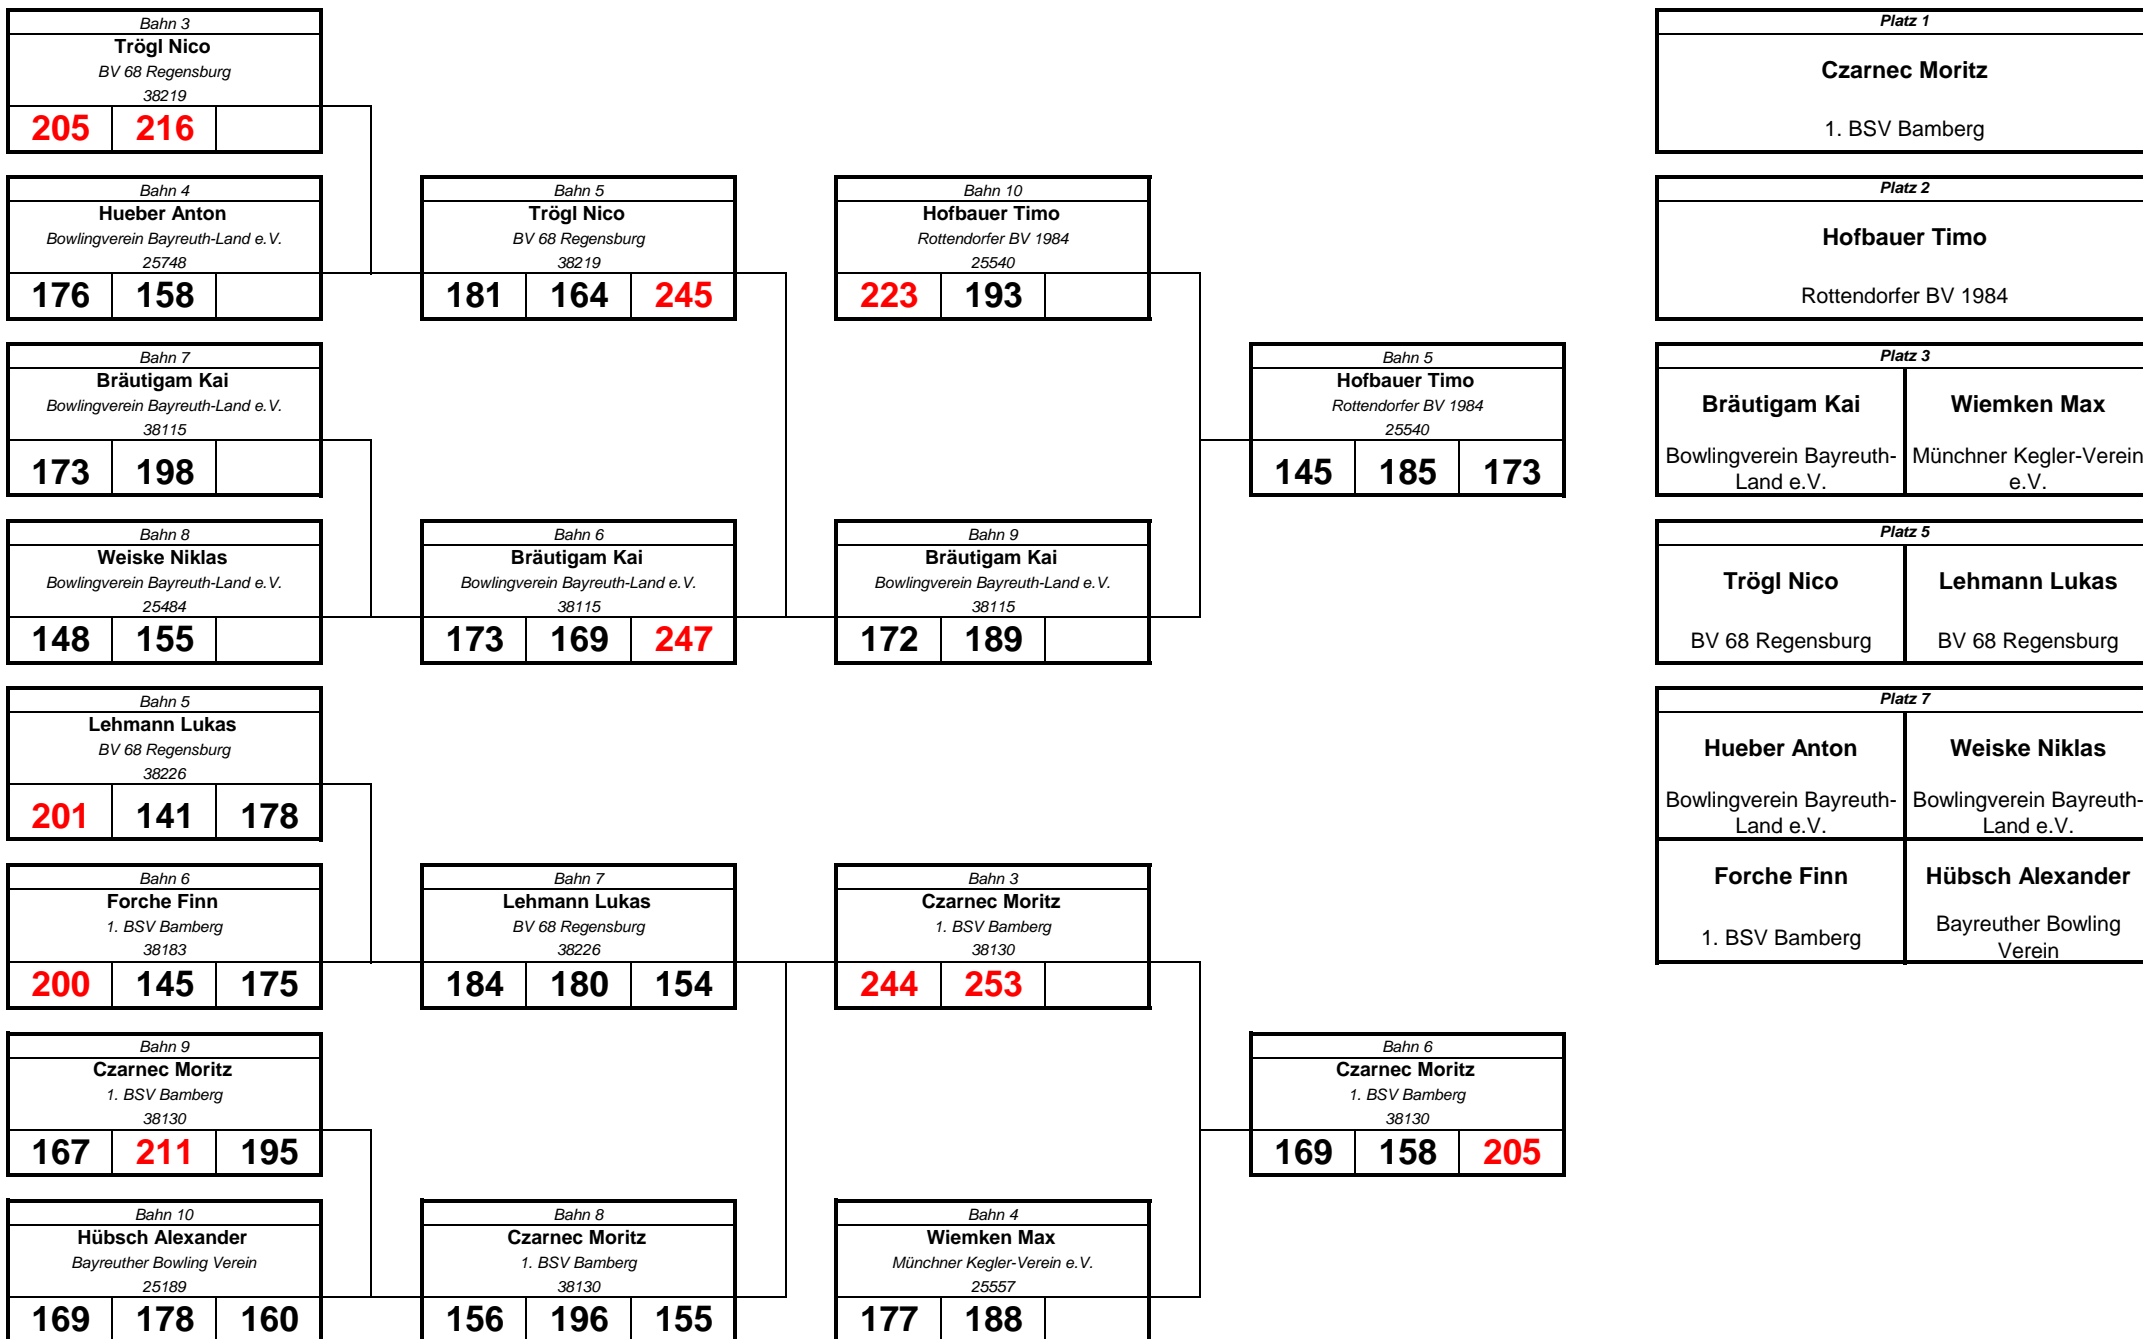 Bahn 3
Trögl Nico
BV 68 Regensburg
38219
205 216
Bahn 4
Hueber Anton
Bowlingverein Bayreuth-Land e.V.
25748
176 158
Bahn 7
Bräutigam Kai
Bowlingverein Bayreuth-Land e.V.
38115
173 198
Bahn 8
Weiske Niklas
Bowlingverein Bayreuth-Land e.V.
25484
148 155
Bahn 5
Lehmann Lukas
BV 68 Regensburg
38226
201 141 178
Bahn 6
Forche Finn
1. BSV Bamberg
38183
200 145 175
Bahn 9
Czarnec Moritz
1. BSV Bamberg
38130
167 211 195
Bahn 10
Hübsch Alexander
Bayreuther Bowling Verein
25189
169 178 160
Bahn 5
Trögl Nico
BV 68 Regensburg
38219
181 164 245
Bahn 6
Bräutigam Kai
Bowlingverein Bayreuth-Land e.V.
38115
173 169 247
Bahn 7
Lehmann Lukas
BV 68 Regensburg
38226
184 180 154
Bahn 8
Czarnec Moritz
1. BSV Bamberg
38130
156 196 155
Bahn 10
Hofbauer Timo
Rottendorfer BV 1984
25540
223 193
Bahn 9
Bräutigam Kai
Bowlingverein Bayreuth-Land e.V.
38115
172 189
Bahn 3
Czarnec Moritz
1. BSV Bamberg
38130
244 253
Bahn 4
Wiemken Max
Münchner Kegler-Verein e.V.
25557
177 188
Bahn 5
Hofbauer Timo
Rottendorfer BV 1984
25540
145 185 173
Bahn 6
Czarnec Moritz
1. BSV Bamberg
38130
169 158 205
Platz 1
Czarnec Moritz
1. BSV Bamberg
Platz 2
Hofbauer Timo
Rottendorfer BV 1984
Platz 3
Bräutigam Kai
Bowlingverein Bayreuth-
Land e.V.
Wiemken Max
Münchner Kegler-Verein
e.V.
Platz 5
Trögl Nico
BV 68 Regensburg
Lehmann Lukas
BV 68 Regensburg
Platz 7
Hueber Anton
Bowlingverein Bayreuth-
Land e.V.
Weiske Niklas
Bowlingverein Bayreuth-
Land e.V.
Forche Finn
1. BSV Bamberg
Hübsch Alexander
Bayreuther Bowling
Verein